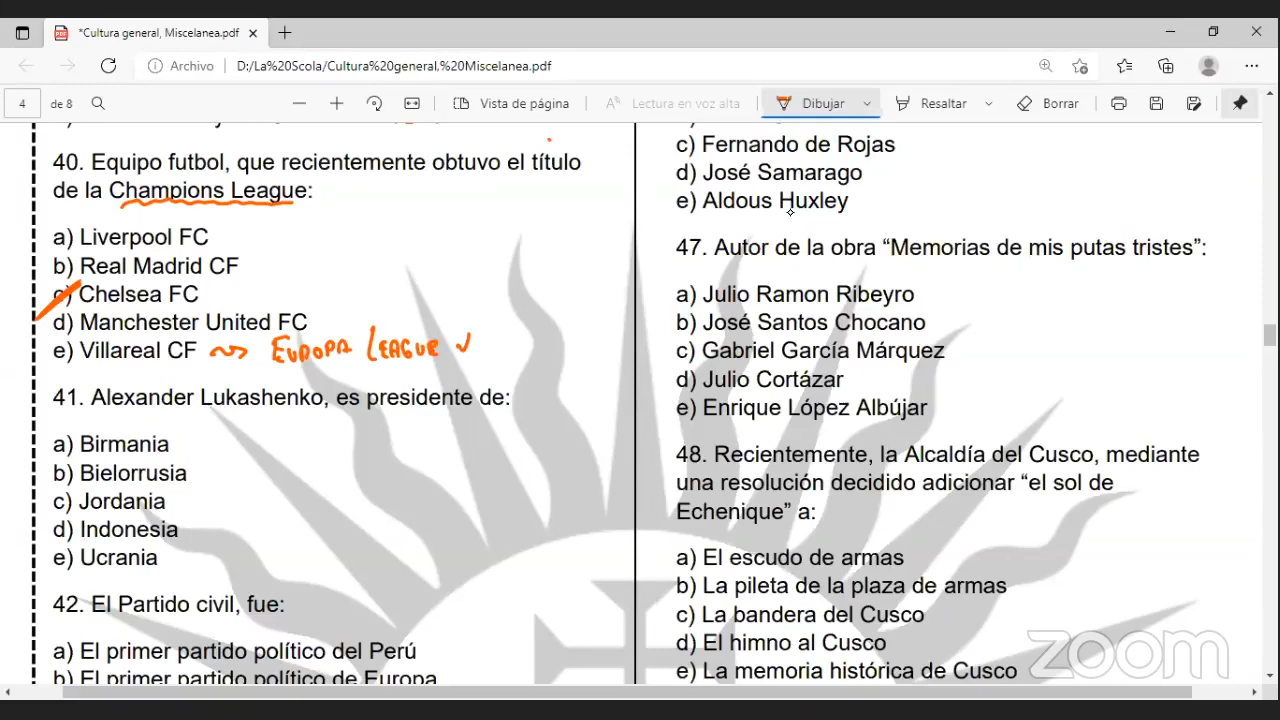 *Cultura general, Miscelanea.pdf
Archivo
D:/La%20Scola/Cultura%20general,%20Miscelanea.pdf
4 de 8
Vista de página
Lectura en voz alta
Dibujar
Resaltar
Borrar
40. Equipo futbol, que recientemente obtuvo el título
de la Champions League:
a) Liverpool FC
b) Real Madrid CF
c) Chelsea FC
d) Manchester United FC
e) Villareal CF
EUROPA LEAGUE
41. Alexander Lukashenko, es presidente de:
a) Birmania
b) Bielorrusia
c) Jordania
d) Indonesia
e) Ucrania
42. El Partido civil, fue:
a) El primer partido político del Perú
b) El primer partido político de Europa
c) Fernando de Rojas
d) José Samarago
e) Aldous Huxley
47. Autor de la obra “Memorias de mis putas tristes”:
a) Julio Ramon Ribeyro
b) José Santos Chocano
c) Gabriel García Márquez
d) Julio Cortázar
e) Enrique López Albújar
48. Recientemente, la Alcaldía del Cusco, mediante
una resolución decidido adicionar “el sol de
Echenique” a:
a) El escudo de armas
b) La pileta de la plaza de armas
c) La bandera del Cusco
d) El himno al Cusco
e) La memoria histórica de Cusco
zoom